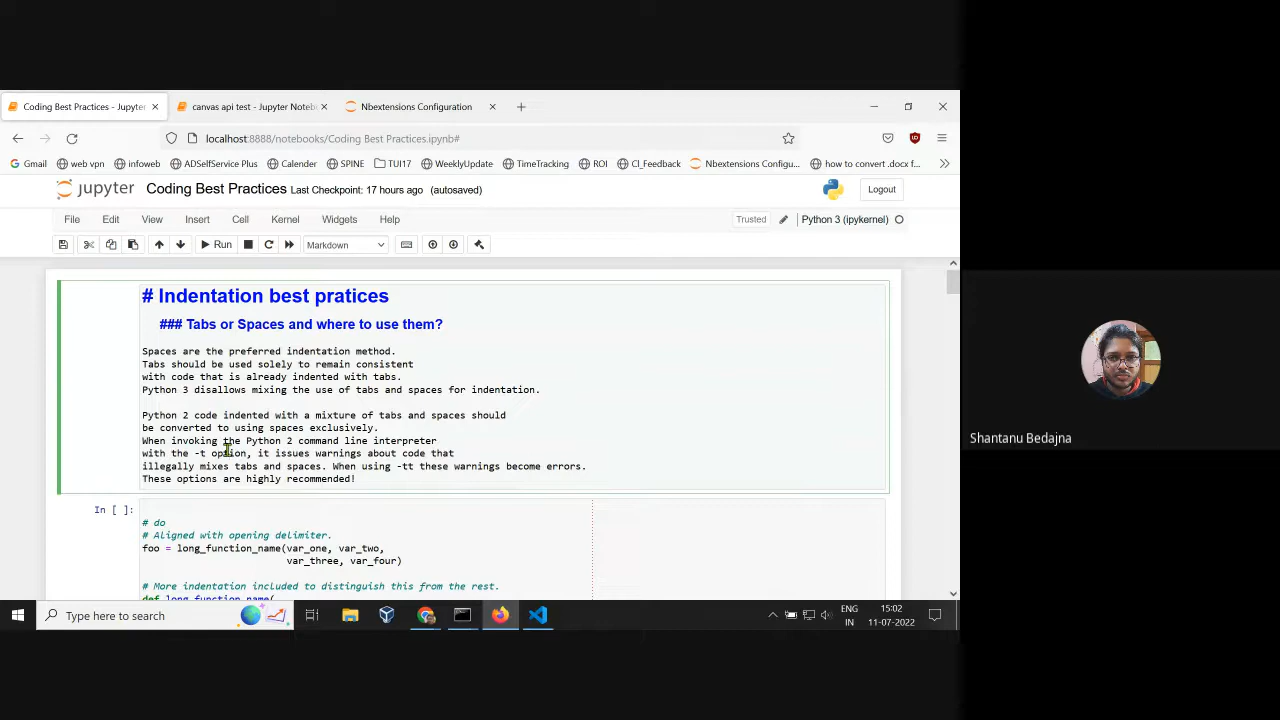 Coding Best Practices - Jupyter
canvas api test - Jupyter Noteb
Nbextensions Configuration
localhost:8888/notebooks/Coding Best Practices.ipynb#
Gmail web vpn infoweb ADSelfService Plus Calender SPINE TUI17 WeeklyUpdate TimeTracking ROI CI_Feedback Nbextensions Configu... how to convert .docx f...
jupyter Coding Best Practices Last Checkpoint: 17 hours ago (autosaved) Logout
File Edit View Insert Cell Kernel Widgets Help Trusted Python 3 (ipykernel)
Run Markdown
# Indentation best pratices
### Tabs or Spaces and where to use them?
Spaces are the preferred indentation method.
Tabs should be used solely to remain consistent
with code that is already indented with tabs.
Python 3 disallows mixing the use of tabs and spaces for indentation.
Python 2 code indented with a mixture of tabs and spaces should
be converted to using spaces exclusively.
When invoking the Python 2 command line interpreter
with the -t option, it issues warnings about code that
illegally mixes tabs and spaces. When using -tt these warnings become errors.
These options are highly recommended!
In [ ]:
# do
# Aligned with opening delimiter.
foo = long_function_name(var_one, var_two,
var_three, var_four)
# More indentation included to distinguish this from the rest.
def long_function_name(
Shantanu Bedajna
Type here to search
ENG
IN
15:02
11-07-2022